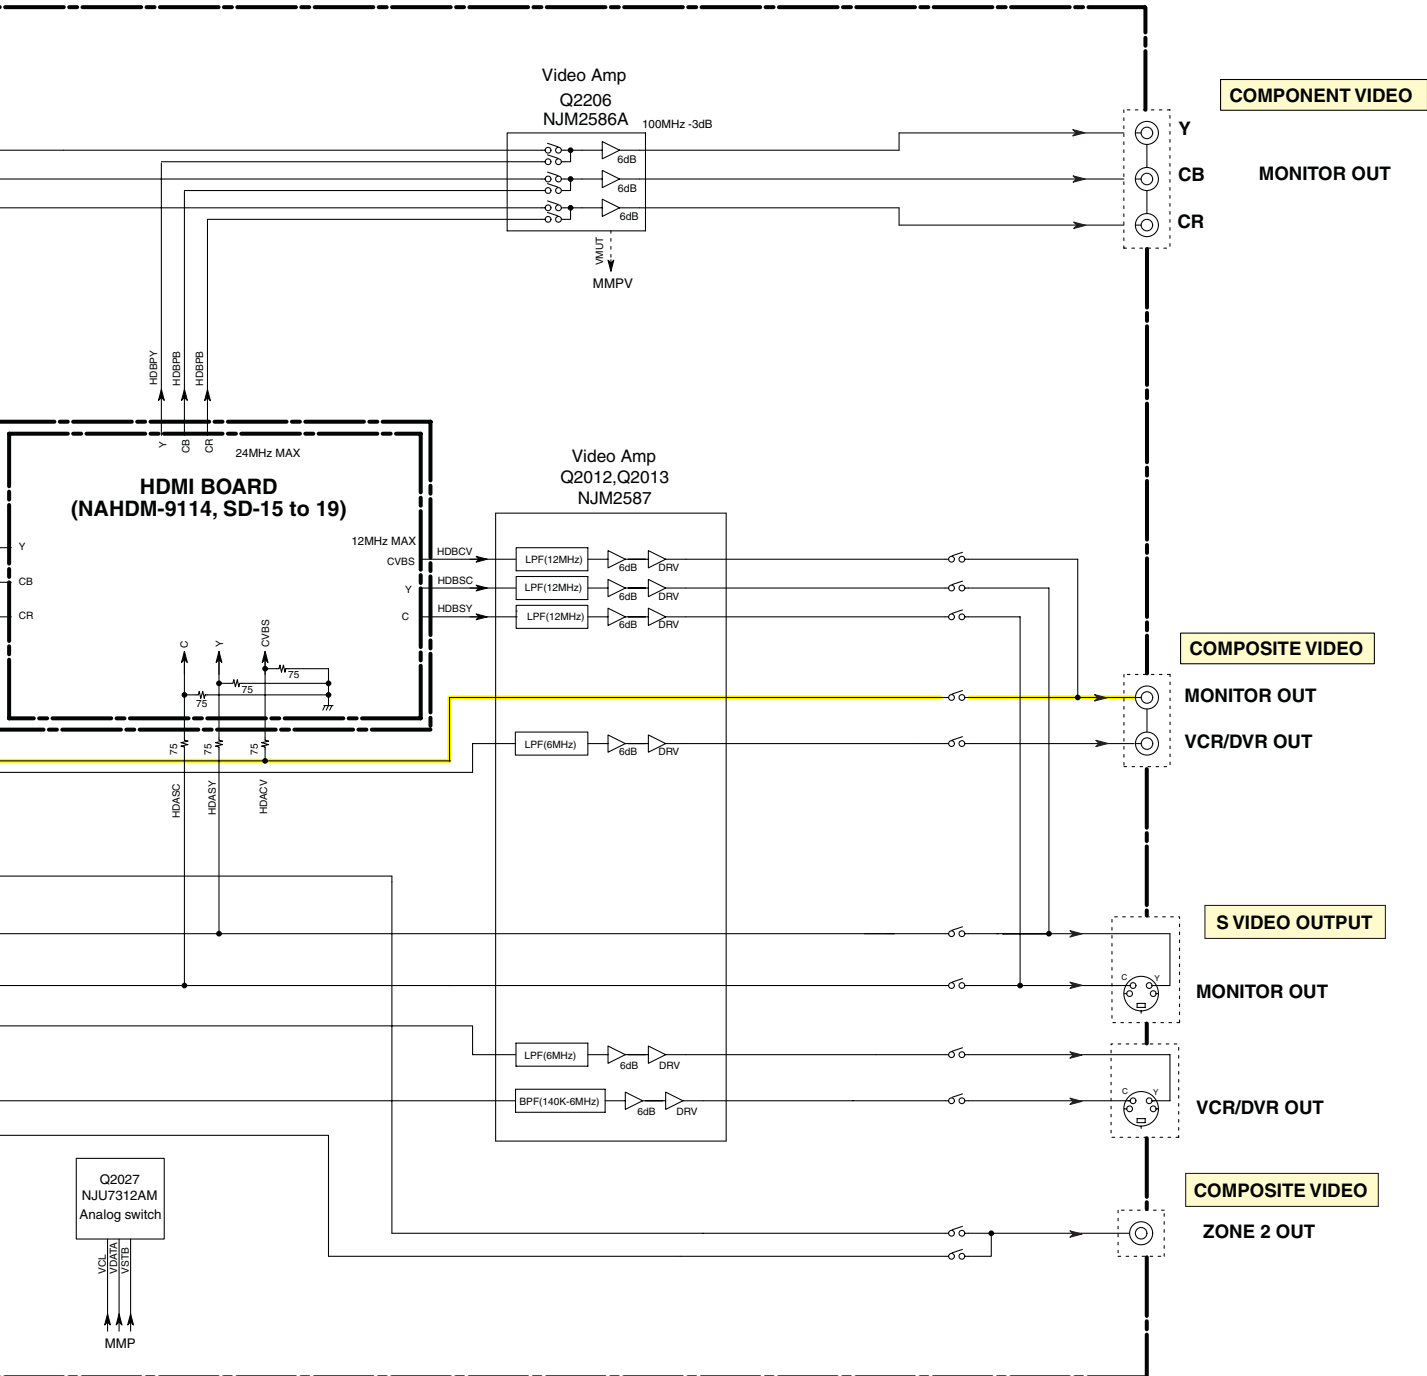 Video Amp
Q2206
NJM2586A
100MHz -3dB
6dB
6dB
6dB
VMUT
MMPV
COMPONENT VIDEO
Y
CB
MONITOR OUT
CR
HDBPY
HDBPB
HDBPB
Y
CB
CR
24MHz MAX
HDMI BOARD
(NAHDM-9114, SD-15 to 19)
12MHz MAX
Y
CB
CR
CVBS
Y
C
HDBCV
HDBSC
HDBSY
C
Y
CVBS
75
75
75
75
75
75
HDASC
HDASY
HDACV
Video Amp
Q2012,Q2013
NJM2587
LPF(12MHz)
6dB
DRV
LPF(12MHz)
6dB
DRV
LPF(12MHz)
6dB
DRV
LPF(6MHz)
6dB
DRV
LPF(6MHz)
6dB
DRV
BPF(140K-6MHz)
6dB
DRV
COMPOSITE VIDEO
MONITOR OUT
VCR/DVR OUT
S VIDEO OUTPUT
C
Y
MONITOR OUT
C
Y
VCR/DVR OUT
COMPOSITE VIDEO
ZONE 2 OUT
Q2027
NJU7312AM
Analog switch
VCL
VDATA
VSTB
MMP